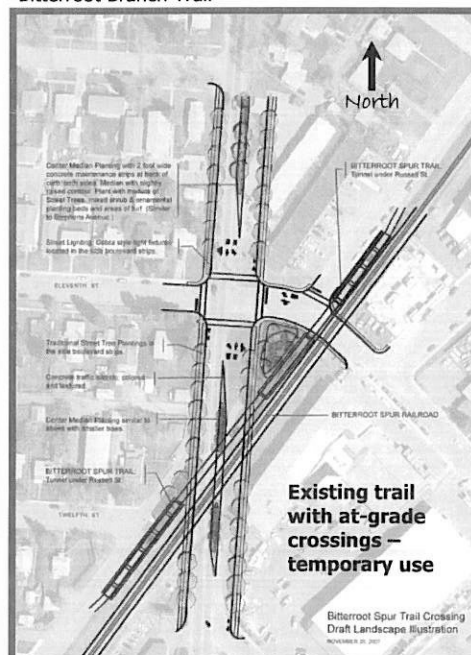 Bitterroot Branch Trail
North
Center Median Planting with 2 foot wide
concrete maintenance strips at back of
curb both sides. Median with slightly
raised contour. Plant with mixture of
Street Trees, mixed shrub & ornamental
planting beds and areas of turf. (Similar
to Stephens Avenue.)
BITTERROOT SPUR TRAIL:
Tunnel under Russell St.
Street Lighting: Cobra style light fixtures
located in the side boulevard strips.
ELEVENTH ST.
Traditional Street Tree Plantings in
the side boulevard strips.
Concrete traffic islands; colored
and textured.
Center Median Planting similar to
above with smaller trees.
BITTERROOT SPUR RAILROAD
BITTERROOT SPUR TRAIL:
Tunnel under Russell St.
TWELFTH ST.
Existing trail
with at-grade
crossings –
temporary use
Bitterroot Spur Trail Crossing
Draft Landscape Illustration
NOVEMBER 20, 2007